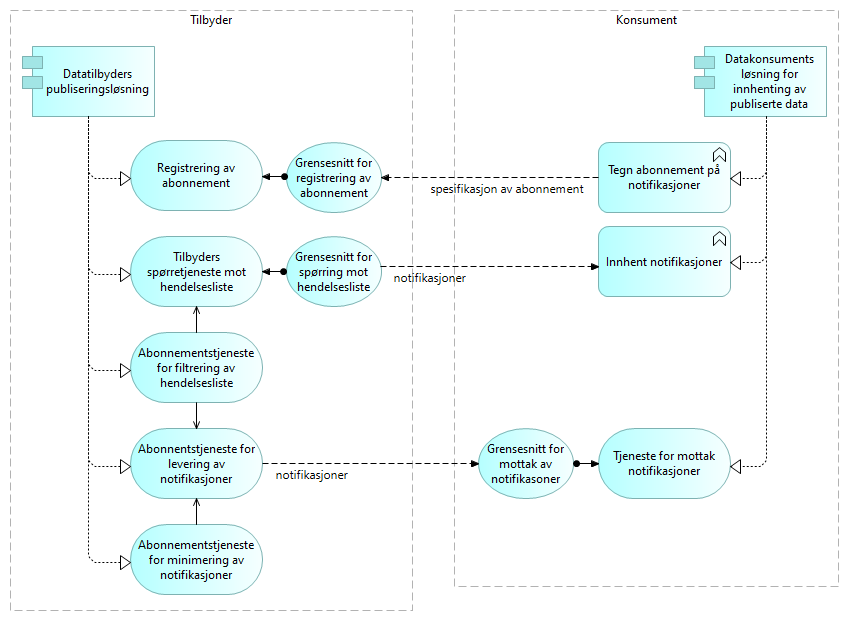 Tilbyder
Konsument
Datatilbyders
publiseringsløsning
Datakonsuments
løsning for
innhenting av
publiserte data
Registrering av
abonnement
Grensesnitt for
registrering av
abonnement
spesifikasjon av abonnement
Tegn abonnement på
notifikasjoner
Tilbyders
spørretjeneste mot
hendelsesliste
Grensesnitt for
spørring mot
hendelsesliste
notifikasjoner
Innhent notifikasjoner
Abonnementstjeneste
for filtrering av
hendelsesliste
Abonnentstjeneste for
levering av
notifikasjoner
notifikasjoner
Grensesnitt for
mottak av
notifikasoner
Tjeneste for mottak
notifikasjoner
Abonnementstjeneste
for minimering av
notifikasjoner